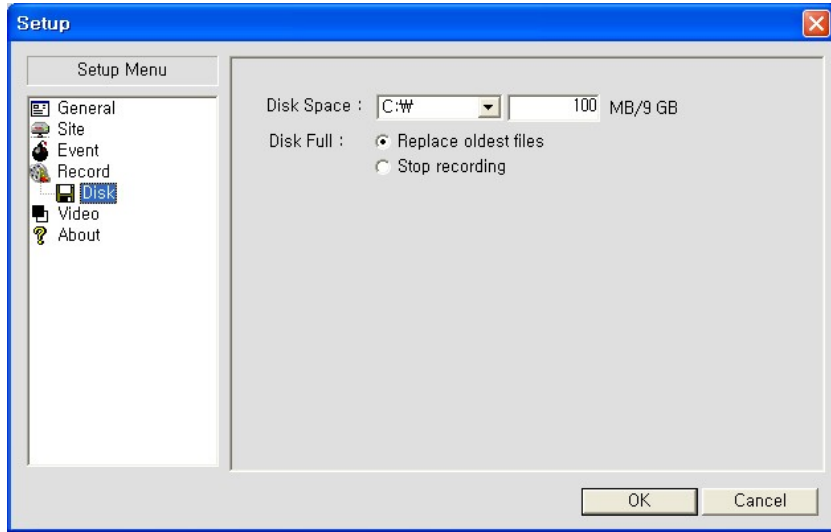 Setup
Setup Menu
General
Site
Event
Record
Disk
Video
About
Disk Space : C:₩ 100 MB/9 GB
Disk Full : Replace oldest files
Stop recording
OK Cancel